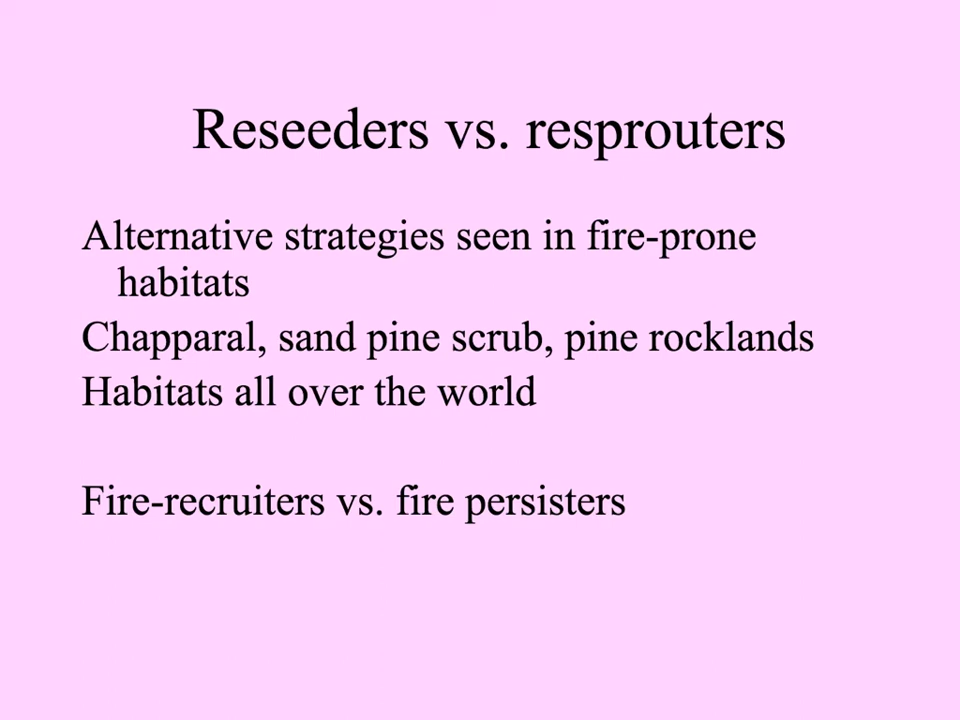 Reseeders vs. resprouters
Alternative strategies seen in fire-prone
habitats
Chapparal, sand pine scrub, pine rocklands
Habitats all over the world
Fire-recruiters vs. fire persisters